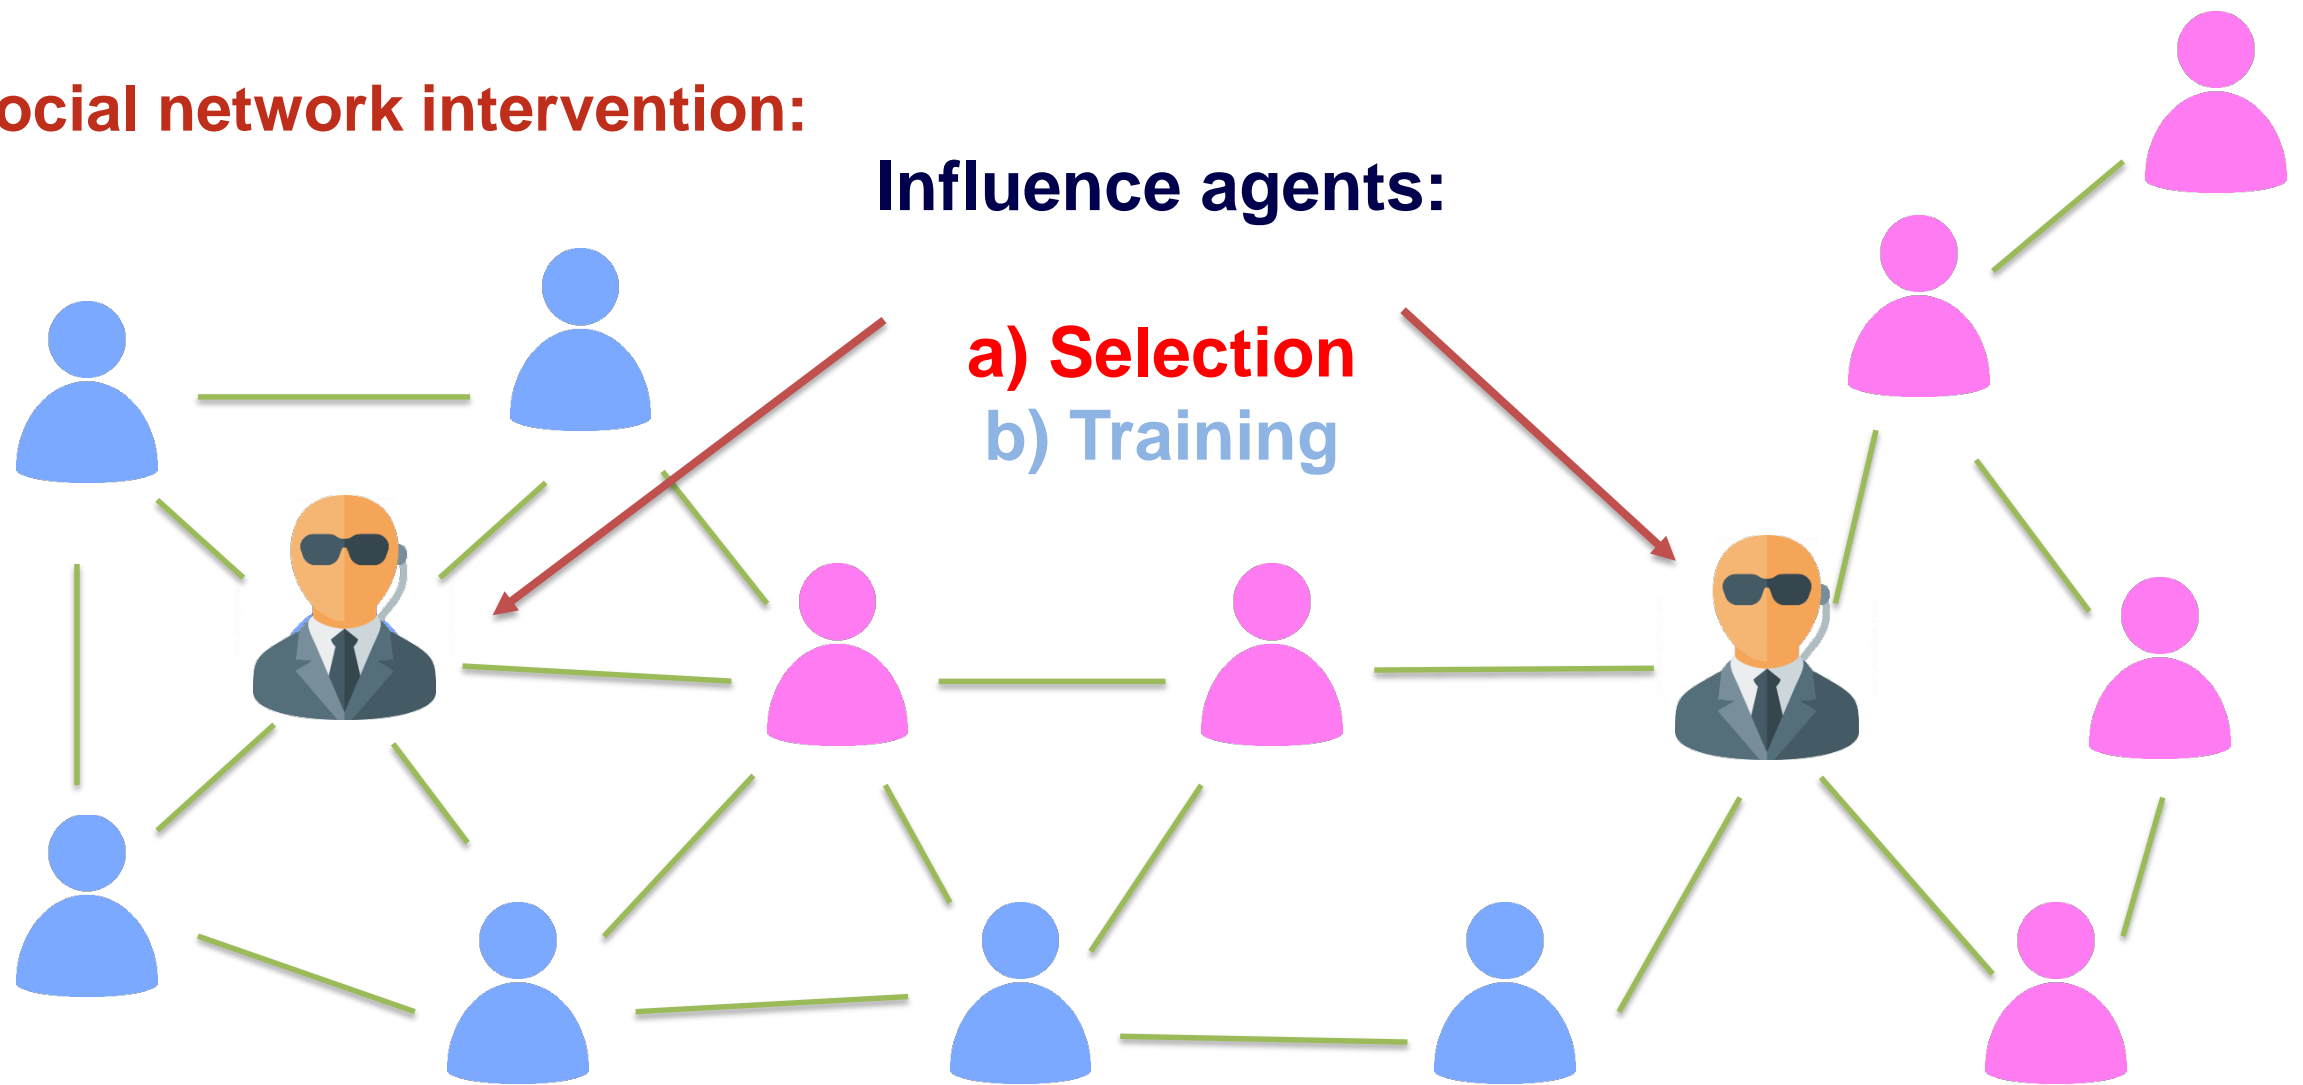 ocial network intervention:
Influence agents:
a) Selection
b) Training